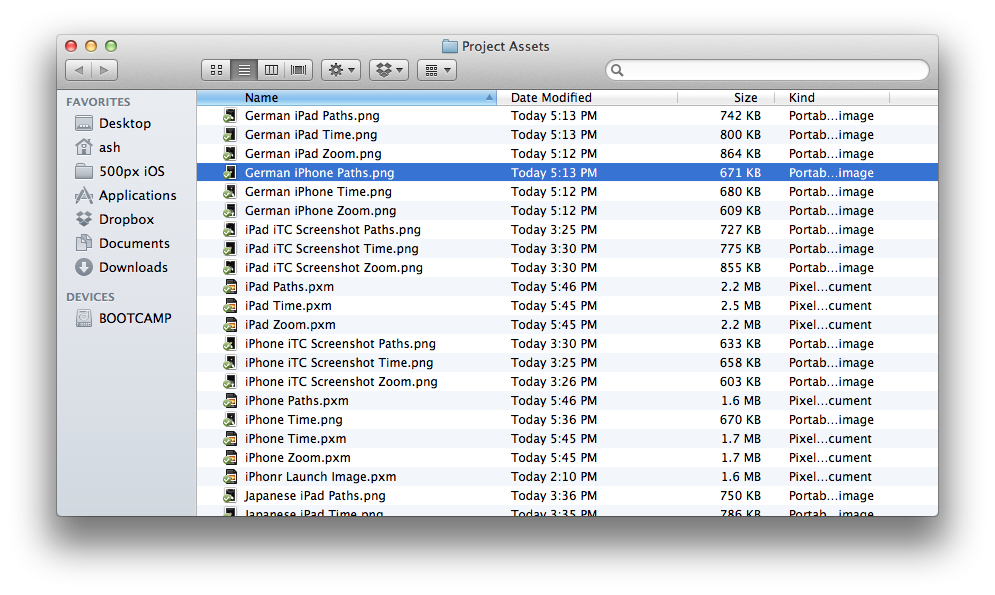 Project Assets
FAVORITES
Desktop
ash
500px iOS
Applications
Dropbox
Documents
Downloads
DEVICES
BOOTCAMP
Name Date Modified Size Kind
German iPad Paths.png Today 5:13 PM 742 KB Portab...image
German iPad Time.png Today 5:13 PM 800 KB Portab...image
German iPad Zoom.png Today 5:12 PM 864 KB Portab...image
German iPhone Paths.png Today 5:13 PM 671 KB Portab...image
German iPhone Time.png Today 5:12 PM 680 KB Portab...image
German iPhone Zoom.png Today 5:12 PM 609 KB Portab...image
iPad iTC Screenshot Paths.png Today 3:25 PM 727 KB Portab...image
iPad iTC Screenshot Time.png Today 3:30 PM 775 KB Portab...image
iPad iTC Screenshot Zoom.png Today 3:30 PM 855 KB Portab...image
iPad Paths.pxm Today 5:46 PM 2.2 MB Pixel...cument
iPad Time.pxm Today 5:45 PM 2.5 MB Pixel...cument
iPad Zoom.pxm Today 5:45 PM 2.2 MB Pixel...cument
iPhone iTC Screenshot Paths.png Today 3:30 PM 633 KB Portab...image
iPhone iTC Screenshot Time.png Today 3:25 PM 658 KB Portab...image
iPhone iTC Screenshot Zoom.png Today 3:26 PM 603 KB Portab...image
iPhone Paths.pxm Today 5:46 PM 1.6 MB Pixel...cument
iPhone Time.png Today 5:36 PM 670 KB Portab...image
iPhone Time.pxm Today 5:45 PM 1.7 MB Pixel...cument
iPhone Zoom.pxm Today 5:45 PM 1.7 MB Pixel...cument
iPhonr Launch Image.pxm Today 2:10 PM 1.6 MB Pixel...cument
Japanese iPad Paths.png Today 3:36 PM 750 KB Portab...image
Japanese iPad Time.png Today 3:35 PM 786 KB Portab...image